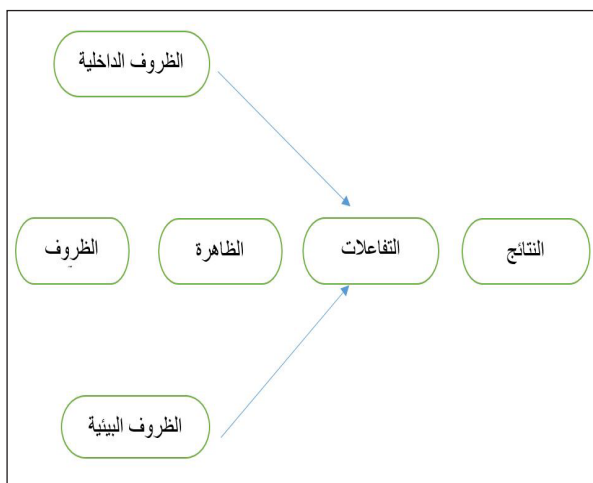 الظروف الداخلية
النتائج
التفاعلات
الظاهرة
الظروف
الظروف البيئية